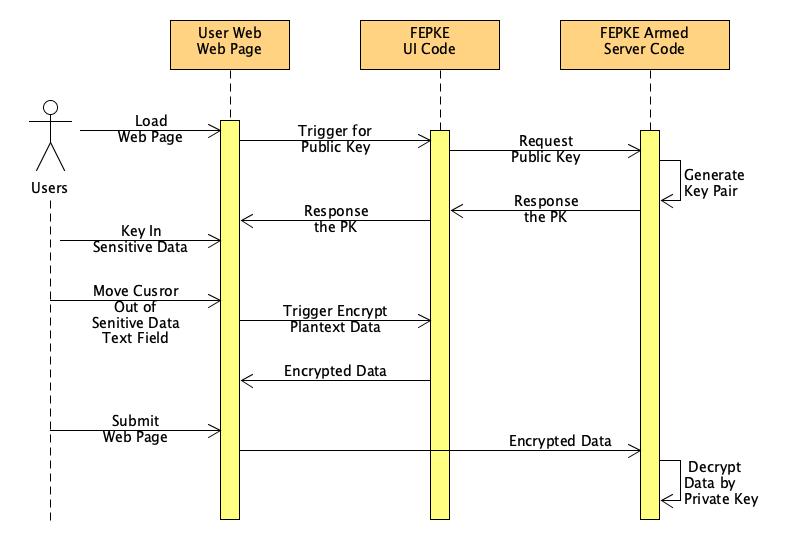 User Web
Web Page
FEPKE
UI Code
FEPKE Armed
Server Code
Users
Load
Web Page
Trigger for
Public Key
Request
Public Key
Generate
Key Pair
Response
the PK
Response
the PK
Key In
Sensitive Data
Move Cusror
Out of
Senitive Data
Text Field
Trigger Encrypt
Plantext Data
Encrypted Data
Submit
Web Page
Encrypted Data
Decrypt
Data by
Private Key